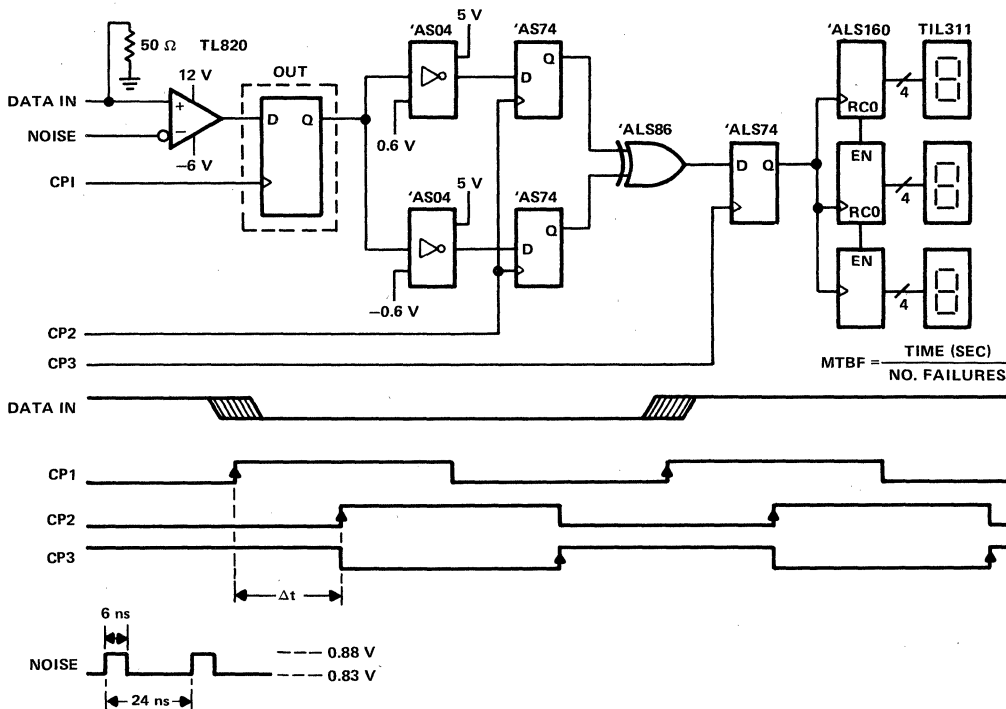 5 V
'AS04
'AS74
'ALS160
TIL311
50 Ω
TL820
12 V
OUT
DATA IN
+
D
Q
D
Q
RCO
4
NOISE
−
−6 V
0.6 V
'ALS86
'ALS74
CPI
5 V
'AS04
'AS74
D
Q
EN
RCO
4
D
Q
EN
4
−0.6 V
CP2
CP3
MTBF = TIME (SEC)
NO. FAILURES
DATA IN
CP1
CP2
CP3
Δt
6 ns
NOISE
0.88 V
0.83 V
24 ns